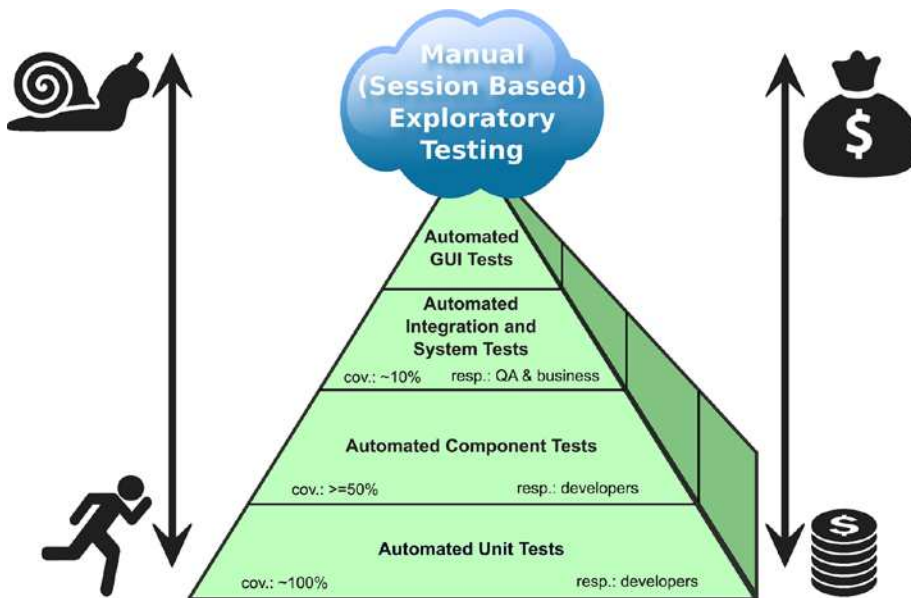 Manual
(Session Based)
Exploratory
Testing
$
Automated
GUI Tests
Automated
Integration and
System Tests
cov.: ~10% resp.: QA & business
Automated Component Tests
cov.: >=50% resp.: developers
$
Automated Unit Tests
cov.: ~100% resp.: developers